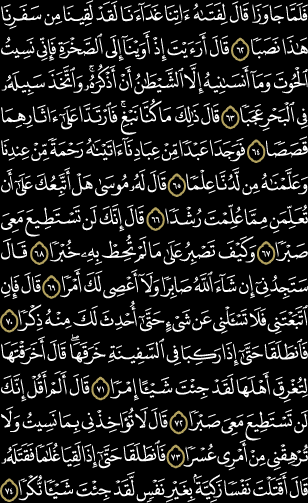 فَلَمَّا جَاوَزَا قَالَ لِفَتَىٰهُ ءَاتِنَا غَدَآءَنَا لَقَدْ لَقِينَا مِن سَفَرِنَا
هَٰذَا نَصَبًا ٦٢ قَالَ أَرَءَيْتَ إِذْ أَوَيْنَآ إِلَى ٱلصَّخْرَةِ فَإِنِّى نَسِيتُ
ٱلْحُوتَ وَمَآ أَنسَىٰنِيهُ إِلَّا ٱلشَّيْطَٰنُ أَنْ أَذْكُرَهُۥ ۚ وَٱتَّخَذَ سَبِيلَهُۥ
فِى ٱلْبَحْرِ عَجَبًا ٦٣ قَالَ ذَٰلِكَ مَا كُنَّا نَبْغِ ۚ فَٱرْتَدَّا عَلَىٰٓ ءَاثَارِهِمَا
قَصَصًا ٦٤ فَوَجَدَا عَبْدًا مِّنْ عِبَادِنَآ ءَاتَيْنَٰهُ رَحْمَةً مِّنْ عِندِنَا
وَعَلَّمْنَٰهُ مِن لَّدُنَّا عِلْمًا ٦٥ قَالَ لَهُۥ مُوسَىٰ هَلْ أَتَّبِعُكَ عَلَىٰٓ أَن
تُعَلِّمَنِ مِمَّا عُلِّمْتَ رُشْدًا ٦٦ قَالَ إِنَّكَ لَن تَسْتَطِيعَ مَعِىَ
صَبْرًا ٦٧ وَكَيْفَ تَصْبِرُ عَلَىٰ مَا لَمْ تُحِطْ بِهِۦ خُبْرًا ٦٨ قَالَ
سَتَجِدُنِىٓ إِن شَآءَ ٱللَّهُ صَابِرًا وَلَآ أَعْصِى لَكَ أَمْرًا ٦٩ قَالَ فَإِنِ
ٱتَّبَعْتَنِى فَلَا تَسْـَٔلْنِى عَن شَىْءٍ حَتَّىٰٓ أُحْدِثَ لَكَ مِنْهُ ذِكْرًا ٧٠
فَٱنطَلَقَا حَتَّىٰٓ إِذَا رَكِبَا فِى ٱلسَّفِينَةِ خَرَقَهَا ۖ قَالَ أَخَرَقْتَهَا
لِتُغْرِقَ أَهْلَهَا لَقَدْ جِئْتَ شَيْـًٔا إِمْرًا ٧١ قَالَ أَلَمْ أَقُلْ إِنَّكَ
لَن تَسْتَطِيعَ مَعِىَ صَبْرًا ٧٢ قَالَ لَا تُؤَاخِذْنِى بِمَا نَسِيتُ وَلَا
تُرْهِقْنِى مِنْ أَمْرِى عُسْرًا ٧٣ فَٱنطَلَقَا حَتَّىٰٓ إِذَا لَقِيَا غُلَٰمًا فَقَتَلَهُۥ
قَالَ أَقَتَلْتَ نَفْسًا زَكِيَّةًۢ بِغَيْرِ نَفْسٍ لَّقَدْ جِئْتَ شَيْـًٔا نُّكْرًا ٧٤